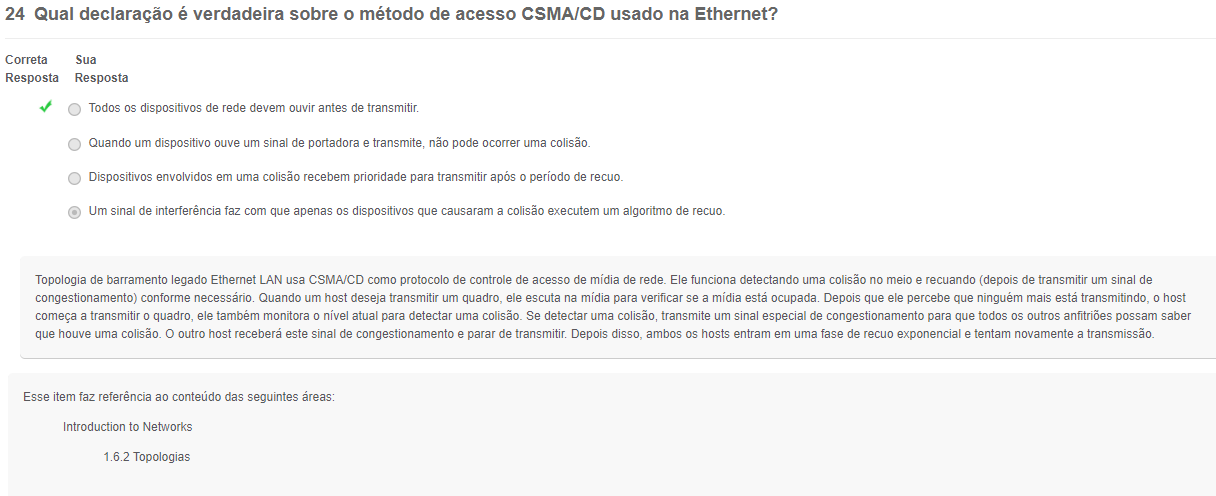 24 Qual declaração é verdadeira sobre o método de acesso CSMA/CD usado na Ethernet?
Correta Sua
Resposta Resposta
Todos os dispositivos de rede devem ouvir antes de transmitir.
Quando um dispositivo ouve um sinal de portadora e transmite, não pode ocorrer uma colisão.
Dispositivos envolvidos em uma colisão recebem prioridade para transmitir após o período de recuo.
Um sinal de interferência faz com que apenas os dispositivos que causaram a colisão executem um algoritmo de recuo.
Topologia de barramento legado Ethernet LAN usa CSMA/CD como protocolo de controle de acesso de mídia de rede. Ele funciona detectando uma colisão no meio e recuando (depois de transmitir um sinal de
congestionamento) conforme necessário. Quando um host deseja transmitir um quadro, ele escuta na mídia para verificar se a mídia está ocupada. Depois que ele percebe que ninguém mais está transmitindo, o host
começa a transmitir o quadro, ele também monitora o nível atual para detectar uma colisão. Se detectar uma colisão, transmite um sinal especial de congestionamento para que todos os outros anfitriões possam saber
que houve uma colisão. O outro host receberá este sinal de congestionamento e parar de transmitir. Depois disso, ambos os hosts entram em uma fase de recuo exponencial e tentam novamente a transmissão.
Esse item faz referência ao conteúdo das seguintes áreas:
Introduction to Networks
1.6.2 Topologias